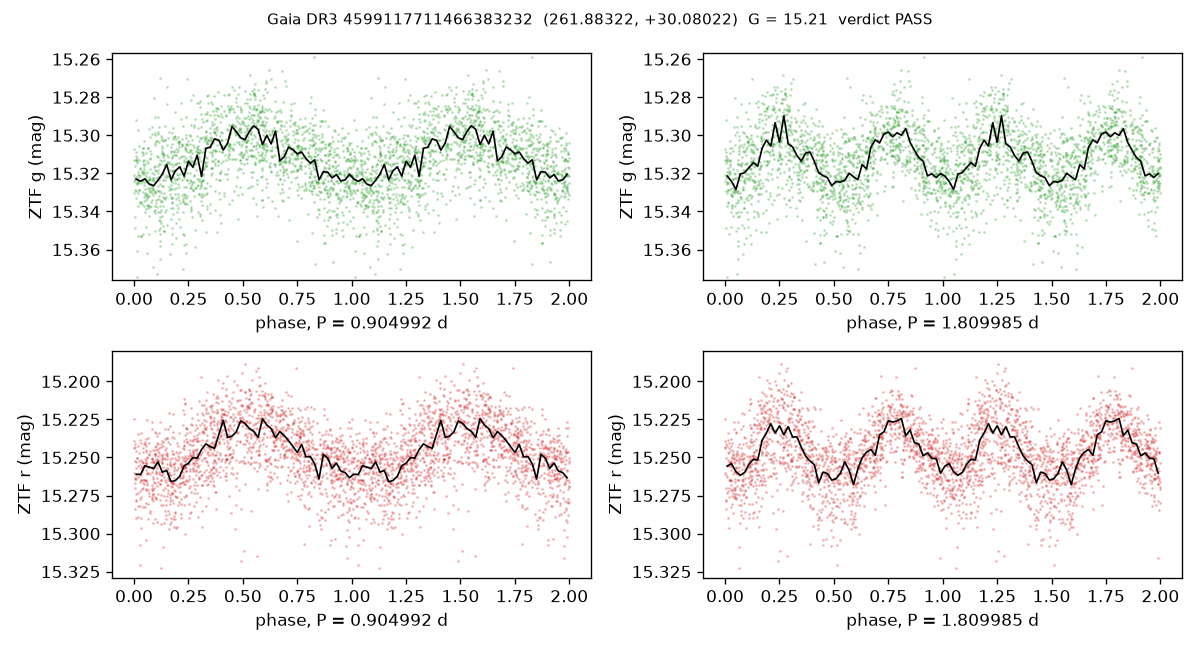 Gaia DR3 4599117711466383232 (261.88322, +30.08022) G = 15.21 verdict PASS
ZTF g (mag)
15.26
15.28
15.30
15.32
15.34
15.36
0.00 0.25 0.50 0.75 1.00 1.25 1.50 1.75 2.00
phase, P = 0.904992 d
ZTF g (mag)
15.26
15.28
15.30
15.32
15.34
15.36
0.00 0.25 0.50 0.75 1.00 1.25 1.50 1.75 2.00
phase, P = 1.809985 d
ZTF r (mag)
15.200
15.225
15.250
15.275
15.300
15.325
0.00 0.25 0.50 0.75 1.00 1.25 1.50 1.75 2.00
phase, P = 0.904992 d
ZTF r (mag)
15.200
15.225
15.250
15.275
15.300
15.325
0.00 0.25 0.50 0.75 1.00 1.25 1.50 1.75 2.00
phase, P = 1.809985 d